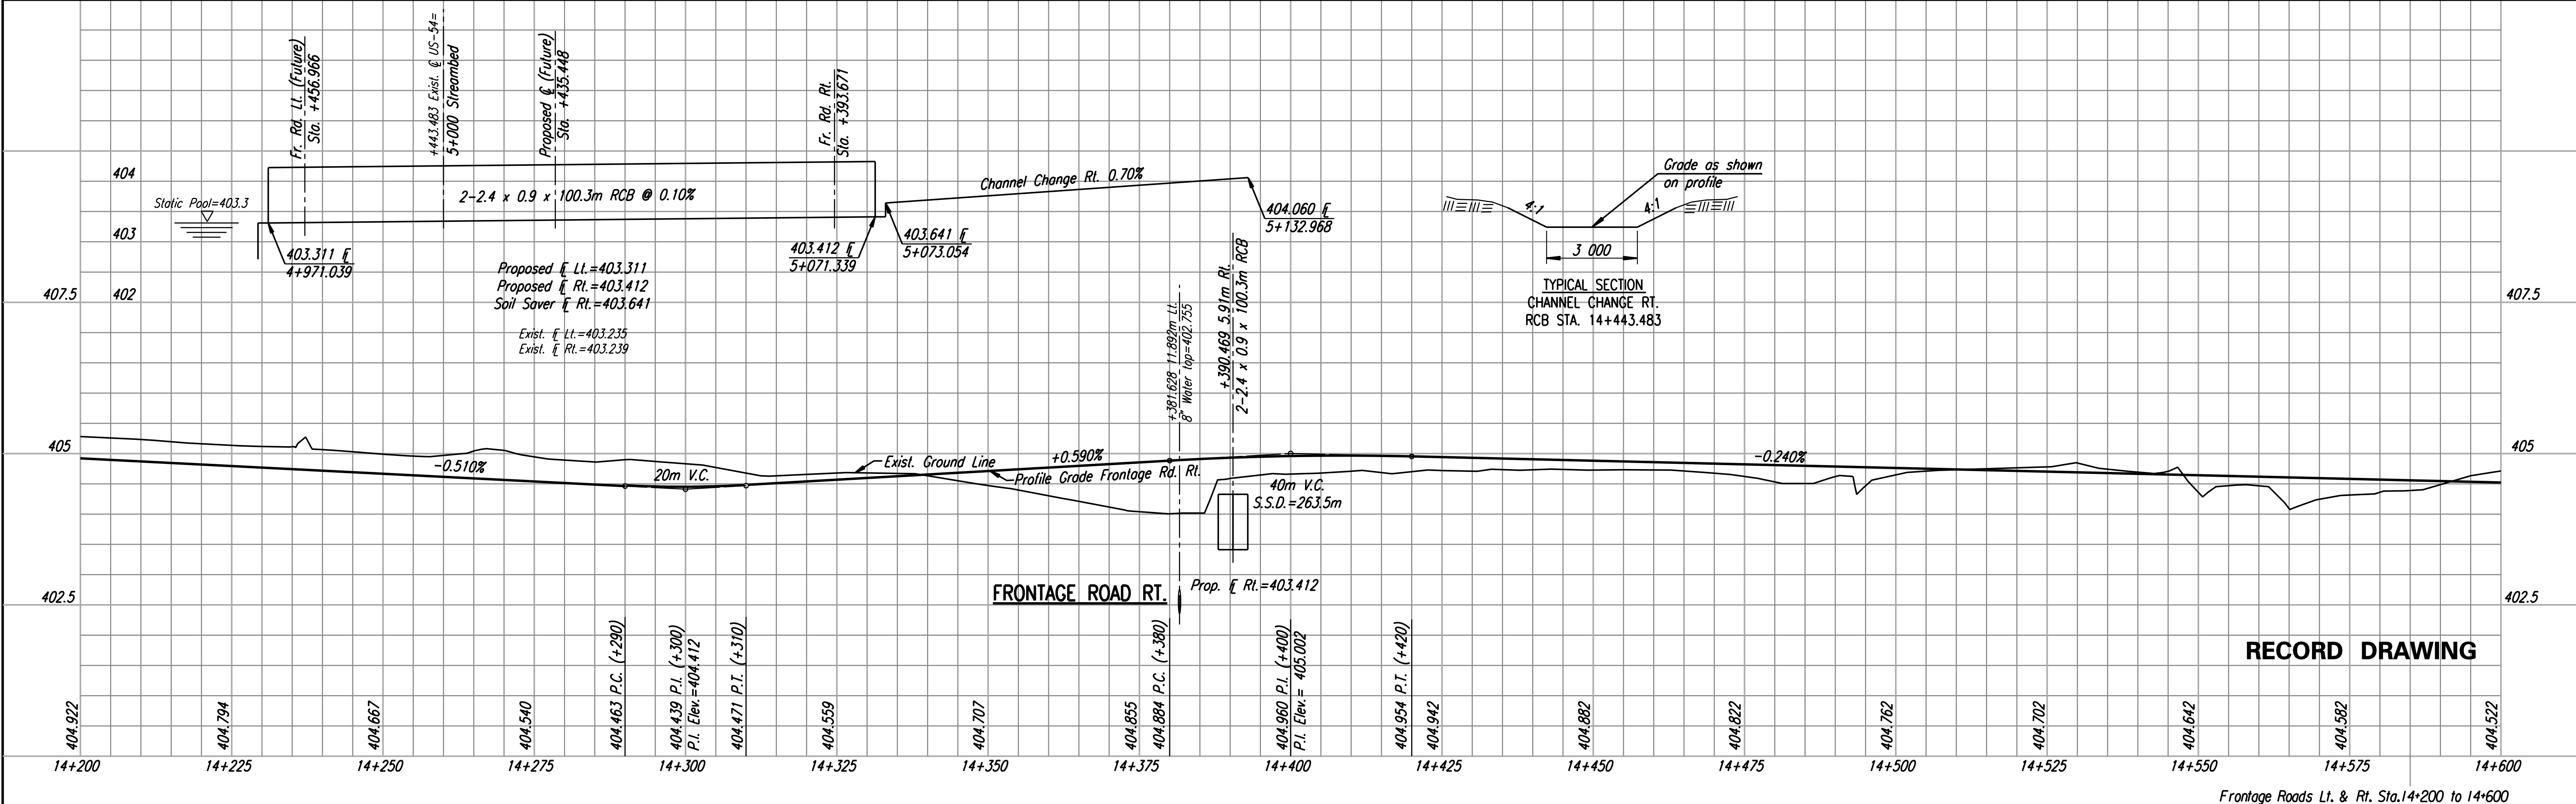 Fr. Rd. Lt. (Future)
Sta. +456.966
+443.483 Exist. ℄ US-54=
5+000 Streambed
Proposed ℄ (Future)
Sta. +435.448
Fr. Rd. Rt.
Sta. +393.671
404
403
402
Static Pool=403.3
2-2.4 x 0.9 x 100.3m RCB @ 0.10%
Channel Change Rt. 0.70%
403.311 FL
4+971.039
403.412 FL
5+071.339
403.641 FL
5+073.054
404.060 FL
5+132.968
Proposed FL Lt.=403.311
Proposed FL Rt.=403.412
Soil Saver FL Rt.=403.641
Exist. FL Lt.=403.235
Exist. FL Rt.=403.239
Grade as shown
on profile
4:1
4:1
3 000
TYPICAL SECTION
CHANNEL CHANGE RT.
RCB STA. 14+443.483
407.5
407.5
+381.628 11.892m Lt.
8" Water top=402.755
+390.469 5.91m Rt.
2-2.4 x 0.9 x 100.3m RCB
405
405
-0.510%
20m V.C.
Exist. Ground Line
+0.590%
Profile Grade Frontage Rd. Rt.
40m V.C.
S.S.D.=263.5m
-0.240%
402.5
402.5
FRONTAGE ROAD RT.
Prop. FL Rt.=403.412
RECORD DRAWING
404.922
404.794
404.667
404.540
404.463 P.C. (+290)
404.439 P.I. (+300)
P.I. Elev.=404.412
404.471 P.T. (+310)
404.559
404.707
404.855
404.884 P.C. (+380)
404.960 P.I. (+400)
P.I. Elev.= 405.002
404.954 P.T. (+420)
404.942
404.882
404.822
404.762
404.702
404.642
404.582
404.522
14+200
14+225
14+250
14+275
14+300
14+325
14+350
14+375
14+400
14+425
14+450
14+475
14+500
14+525
14+550
14+575
14+600
Frontage Roads Lt. & Rt. Sta.14+200 to 14+600